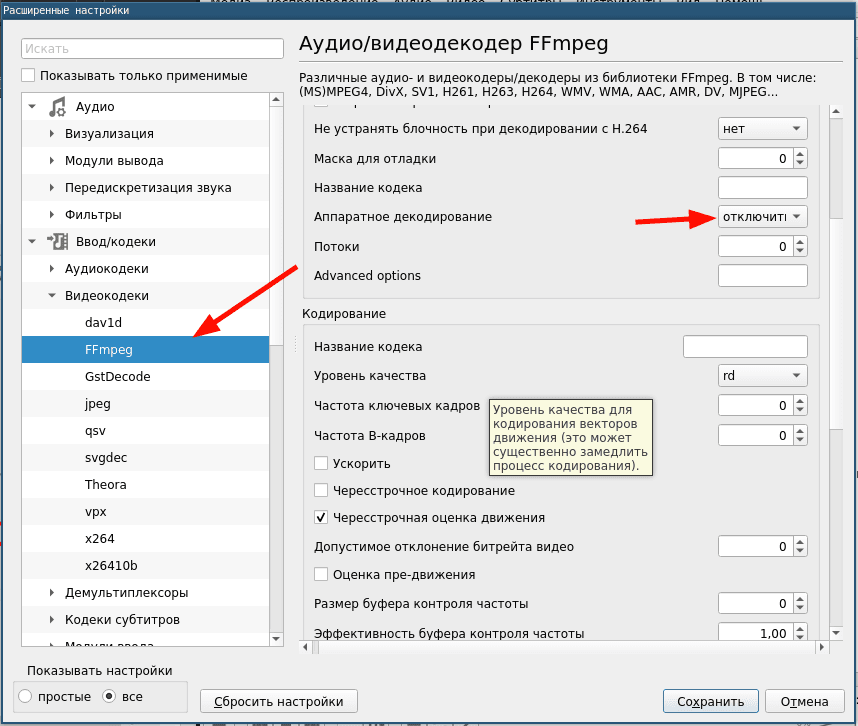 Расширенные настройки
Искать
Показывать только применимые
Аудио
Визуализация
Модули вывода
Передискретизация звука
Фильтры
Ввод/кодеки
Аудиокодеки
Видеокодеки
dav1d
FFmpeg
GstDecode
jpeg
qsv
svgdec
Theora
vpx
x264
x26410b
Демультиплексоры
Кодеки субтитров
Модули ввода
Показывать настройки
простые
все
Аудио/видеодекодер FFmpeg
Различные аудио- и видеокодеры/декодеры из библиотеки FFmpeg. В том числе:
(MS)MPEG4, DivX, SV1, H261, H263, H264, WMV, WMA, AAC, AMR, DV, MJPEG...
Не устранять блочность при декодировании с H.264 нет
Маска для отладки 0
Название кодека
Аппаратное декодирование отключить
Потоки 0
Advanced options
Кодирование
Название кодека
Уровень качества rd
Частота ключевых кадров 0
Частота B-кадров 0
Уровень качества для
кодирования векторов
движения (это может
существенно замедлить
процесс кодирования).
Ускорить
Чересстрочное кодирование
Чересстрочная оценка движения
Допустимое отклонение битрейта видео 0
Оценка пре-движения
Размер буфера контроля частоты 0
Эффективность буфера контроля частоты 1,00
Сбросить настройки
Сохранить
Отмена